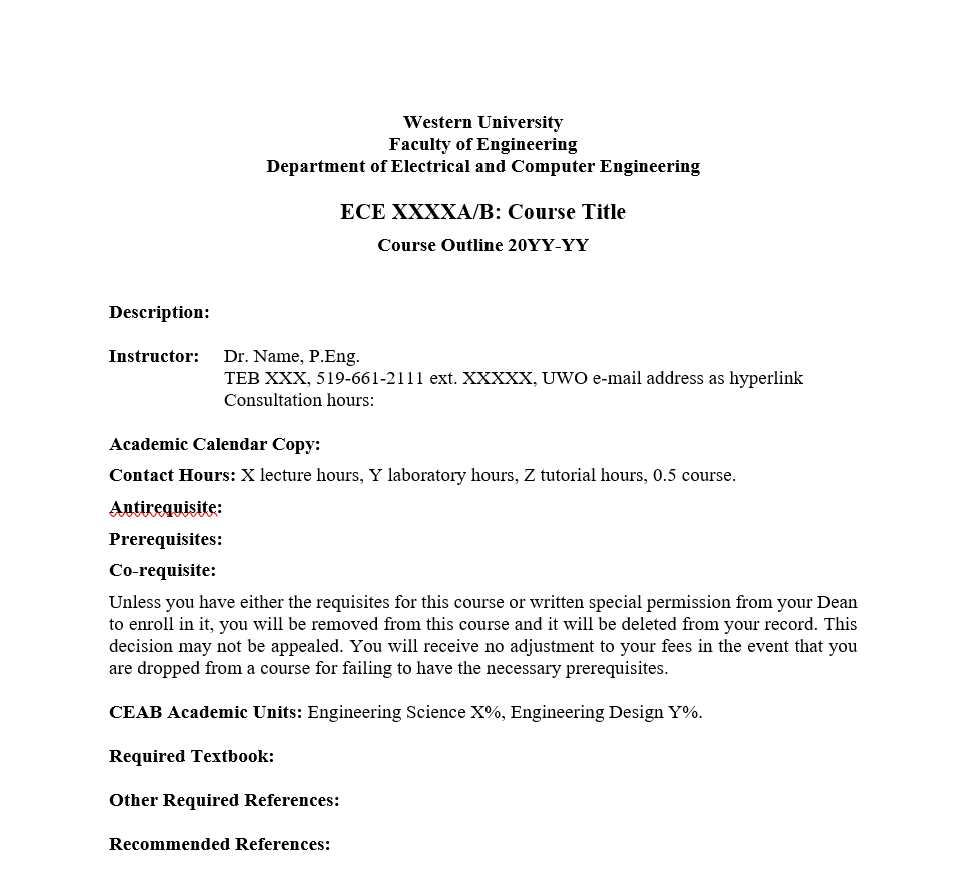 Western University
Faculty of Engineering
Department of Electrical and Computer Engineering
ECE XXXXA/B: Course Title
Course Outline 20YY-YY
Description:
Instructor: Dr. Name, P.Eng.
TEB XXX, 519-661-2111 ext. XXXXX, UWO e-mail address as hyperlink
Consultation hours:
Academic Calendar Copy:
Contact Hours: X lecture hours, Y laboratory hours, Z tutorial hours, 0.5 course.
Antirequisite:
Prerequisites:
Co-requisite:
Unless you have either the requisites for this course or written special permission from your Dean
to enroll in it, you will be removed from this course and it will be deleted from your record. This
decision may not be appealed. You will receive no adjustment to your fees in the event that you
are dropped from a course for failing to have the necessary prerequisites.
CEAB Academic Units: Engineering Science X%, Engineering Design Y%.
Required Textbook:
Other Required References:
Recommended References: